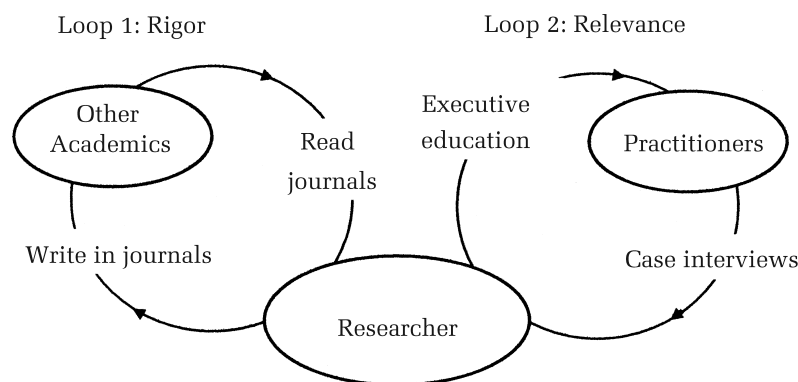 Loop 1: Rigor
Loop 2: Relevance
Other
Academics
Read
journals
Write in journals
Executive
education
Practitioners
Case interviews
Researcher